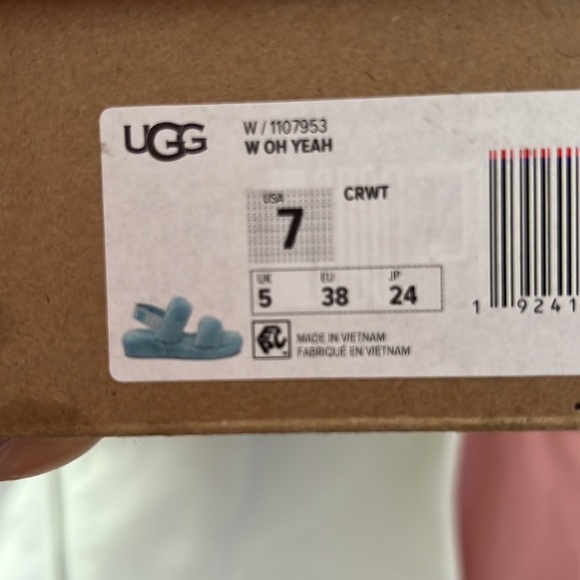 UGG
W / 1107953
W OH YEAH
USA
7
CRWT
UK EU JP
5 38 24
MADE IN VIETNAM
FABRIQUÉ EN VIETNAM
1 9241